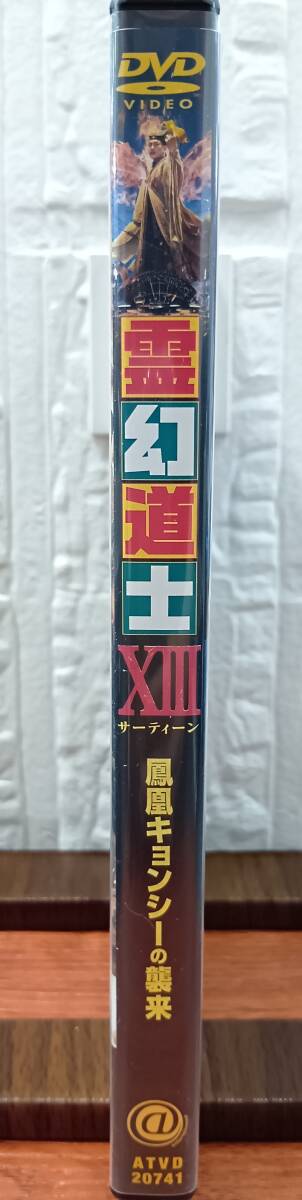 DVD
VIDEO
霊幻道士
XIII
サーティーン
鳳凰キョンシーの襲来
@
ATVD
20741